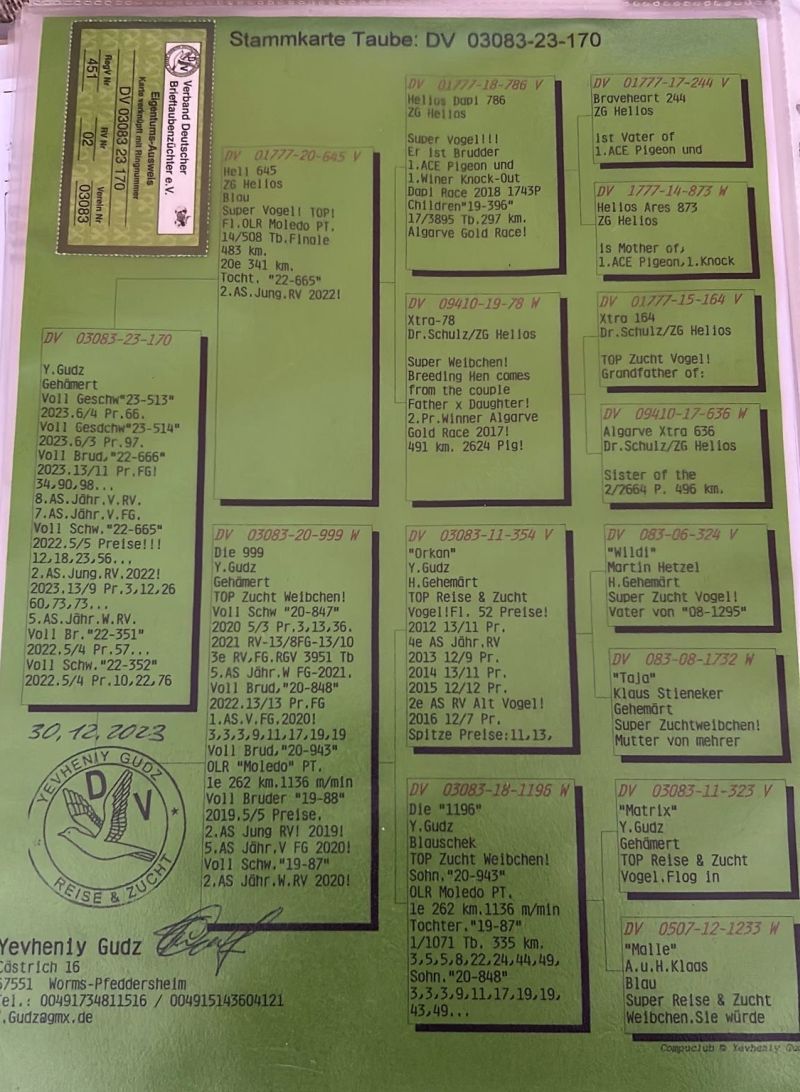 Stammkarte Taube: DV 03083-23-170
Verband Deutscher
Brieftaubenzüchter e.V.
Eigentums-Ausweis
Karte verknüpft mit Ringnummer
DV 03083 23 170
RegV Nr
RV Nr
Verein Nr
451
02
03083
DV 03083-23-170
Y.Gudz
Gehämert
Voll Geschw"23-513"
2023.6/4 Pr.66.
Voll Gesdchw"23-514"
2023.6/3 Pr.97.
Voll Brud,"22-666"
2023.13/11 Pr.FG!
34,90,98...
8.AS.Jähr.V.RV.
7.AS.Jähr.V.FG.
Voll Schw."22-665"
2022.5/5 Preise!!!
12,18,23,56...
2.AS.Jung.RV.2022!
2023.13/9 Pr.3,12,26
60,73,73...
5.AS.Jähr.W.RV.
Voll Br."22-351"
2022.5/4 Pr.57...
Voll Schw."22-352"
2022.5/4 Pr.10,22,76
DV 01777-20-645 V
Hell 645
ZG Helios
Blau
Super Vogel! TOP!
Fl.OLR Moledo PT.
14/508 Tb.Finale
483 km.
20e 341 km.
Tocht. "22-665"
2.AS.Jung.RV 2022!
DV 03083-20-999 W
Die 999
Y.Gudz
Gehämert
TOP Zucht Weibchen!
Voll Schw "20-847"
2020 5/3 Pr.3,13,36.
2021 RV-13/8FG-13/10
3e RV,FG.RGV 3951 Tb
5.AS Jähr.W FG-2021.
Voll Brud,"20-848"
2022.13/13 Pr.FG
1.AS.V.FG.2020!
3,3,3,9,11,17,19,19
Voll Brud,"20-943"
OLR "Moledo" PT.
1e 262 km.1136 m/min
Voll Bruder "19-88"
2019.5/5 Preise.
2.AS Jung RV! 2019!
5.AS Jähr.V FG 2020!
Voll Schw."19-87"
2,AS Jähr.W.RV 2020!
DV 01777-18-786 V
Helios Dapi 786
ZG Helios
Super Vogel!!!
Er ist Brudder
1.ACE Pigeon und
1.Winer Knock-Out
Dapi Race 2018 1743P
Children"19-396"
17/3895 Tb.297 km.
Algarve Gold Race!
DV 09410-19-78 W
Xtra-78
Dr.Schulz/ZG Helios
Super Weibchen!
Breeding Hen comes
from the couple
Father x Daughter!
2.Pr.Winner Algarve
Gold Race 2017!
491 km. 2624 Pig!
DV 03083-11-354 V
"Orkan"
Y.Gudz
H.Gehemärt
TOP Reise & Zucht
Vogel!Fl. 52 Preise!
2012 13/11 Pr.
4e AS Jähr.RV
2013 12/9 Pr.
2014 13/11 Pr.
2015 12/12 Pr.
2e AS RV Alt Vogel!
2016 12/7 Pr.
Spitze Preise:11,13,
DV 03083-18-1196 W
Die "1196"
Y.Gudz
Blauschek
TOP Zucht Weibchen!
Sohn."20-943"
OLR Moledo PT.
1e 262 km.1136 m/min
Tochter."19-87"
1/1071 Tb. 335 km.
3,5,5,8,22,24,44,49,
Sohn."20-848"
3,3,3,9,11,17,19,19,
43,49...
DV 01777-17-244 V
Braveheart 244
ZG Helios
ist Vater of
1.ACE Pigeon und
DV 1777-14-873 W
Helios Ares 873
ZG Helios
is Mother of,
1.ACE Pigeon,1.Knock
DV 01777-15-164 V
Xtra 164
Dr.Schulz/ZG Helios
TOP Zucht Vogel!
Grandfather of:
DV 09410-17-636 W
Algarve Xtra 636
Dr.Schulz/ZG Helios
Sister of the
2/2664 P. 496 km.
DV 083-06-324 V
"Wildi"
Martin Hetzel
H.Gehemärt
Super Zucht Vogel!
Vater von "08-1295"
DV 083-08-1732 W
"Taja"
Klaus Stieneker
Gehemärt
Super Zuchtweibchen!
Mutter von mehrer
DV 03083-11-323 V
"Matrix"
Y.Gudz
Gehämert
TOP Reise & Zucht
Vogel.Flog in
DV 0507-12-1233 W
"Malle"
A.u.H.Klaas
Blau
Super Reise & Zucht
Weibchen.Sie würde
30,12,2023
YEVHENIY GUDZ
DV
REISE & ZUCHT
Yevheniy Gudz
Cästrich 16
67551 Worms-Pfeddersheim
Tel.: 00491734811516 / 004915143604121
Y.Gudz@gmx.de
Compuclub © Yevheniy Gu